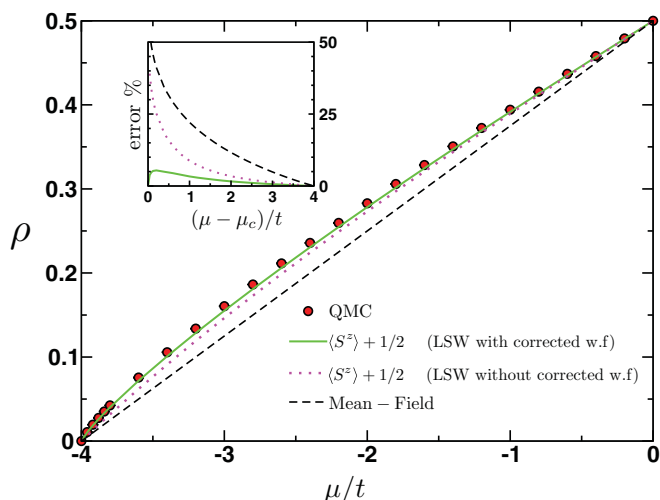 0.5
0.4
0.3
0.2
0.1
0
ρ
50
25
0
error %
0 1 2 3 4
(μ − μc)/t
QMC
⟨S^z⟩ + 1/2 (LSW with corrected w.f)
⟨S^z⟩ + 1/2 (LSW without corrected w.f)
Mean − Field
-4 -3 -2 -1 0
μ/t